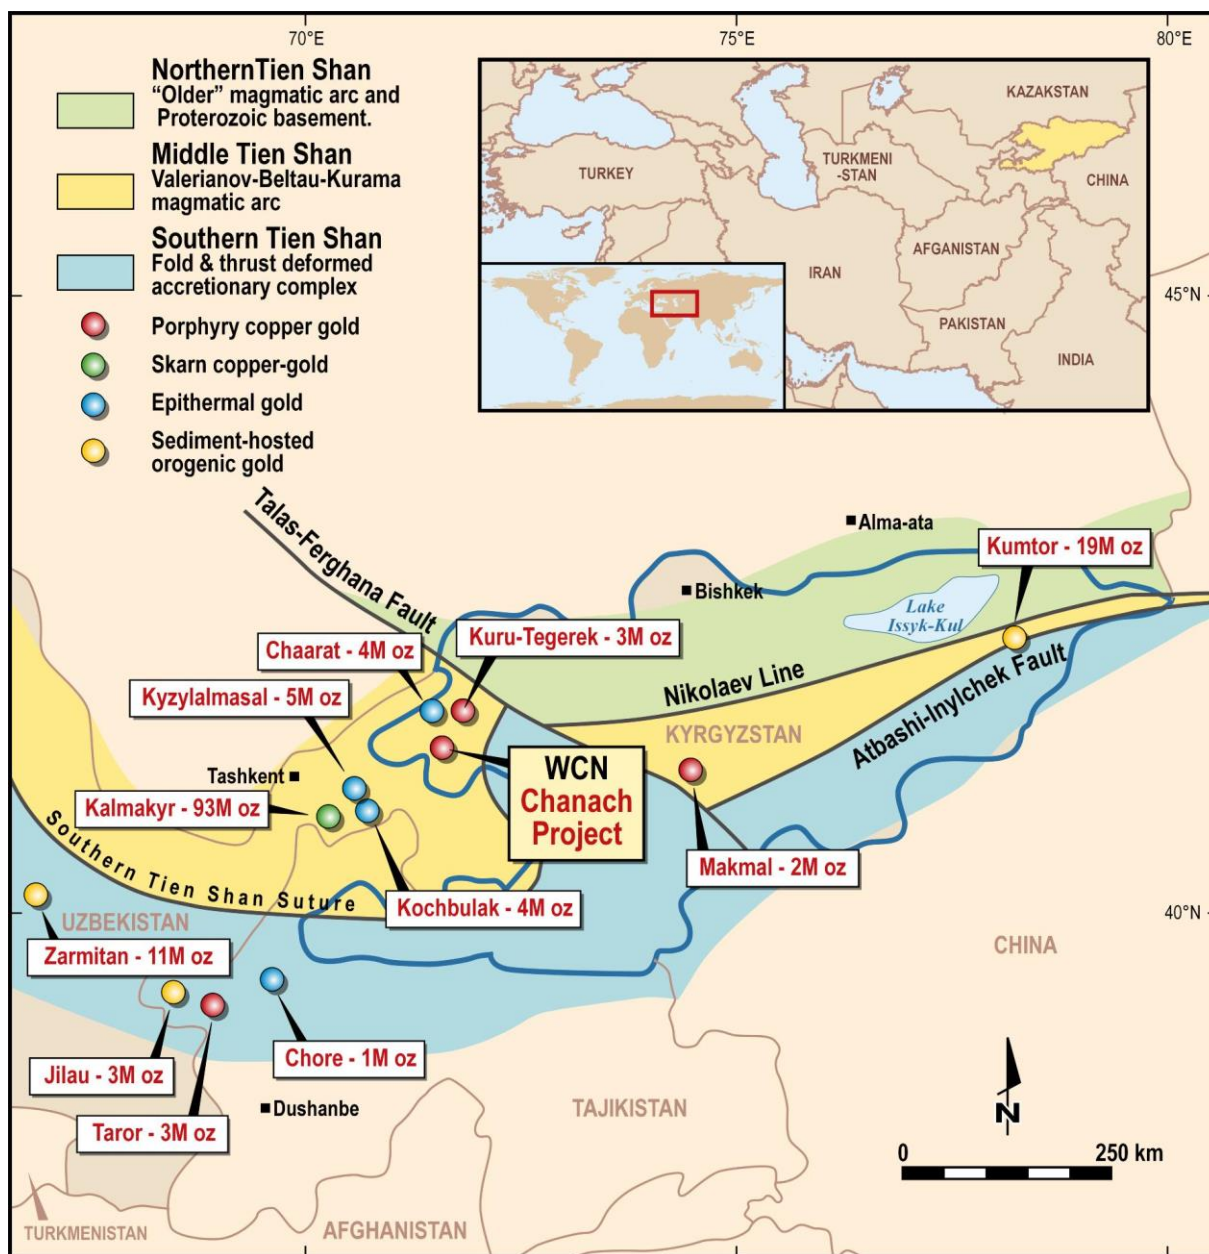 70°E
75°E
80°E
NorthernTien Shan
“Older” magmatic arc and
Proterozoic basement.
Middle Tien Shan
Valerianov-Beltau-Kurama
magmatic arc
Southern Tien Shan
Fold & thrust deformed
accretionary complex
Porphyry copper gold
Skarn copper-gold
Epithermal gold
Sediment-hosted
orogenic gold
KAZAKSTAN
TURKEY
TURKMENI
-STAN
CHINA
AFGANISTAN
IRAN
PAKISTAN
INDIA
45°N
Talas-Ferghana Fault
Alma-ata
Kumtor - 19M oz
Bishkek
Lake
Issyk-Kul
Kuru-Tegerek - 3M oz
Chaarat - 4M oz
Nikolaev Line
Kyzylalmasal - 5M oz
KYRGYZSTAN
Atbashi-Inylchek Fault
WCN
Chanach
Project
Tashkent
Kalmakyr - 93M oz
Makmal - 2M oz
Southern Tien Shan Suture
Kochbulak - 4M oz
40°N
UZBEKISTAN
CHINA
Zarmitan - 11M oz
Chore - 1M oz
Jilau - 3M oz
Dushanbe
TAJIKISTAN
Taror - 3M oz
N
0
250 km
TURKMENISTAN
AFGHANISTAN